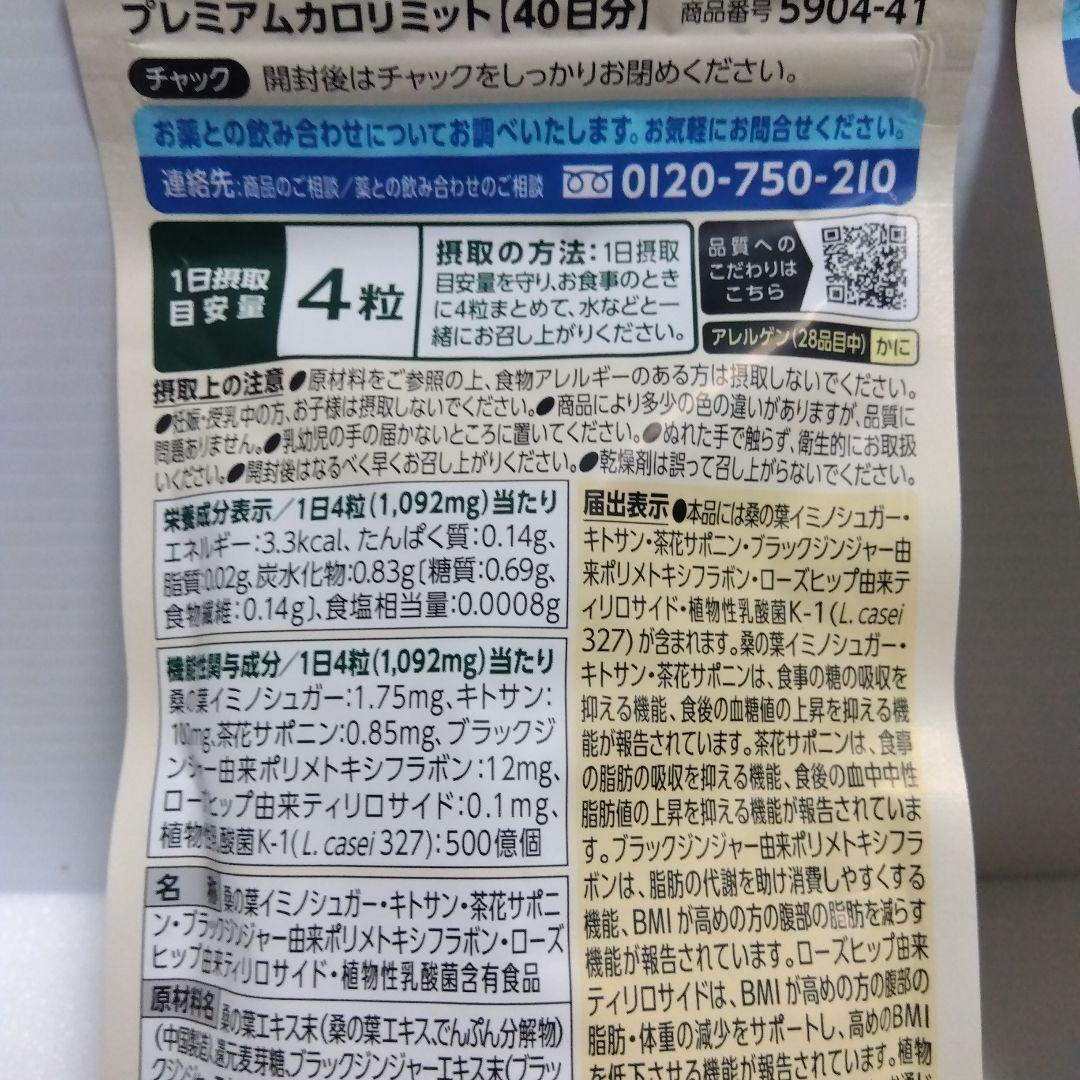 プレミアムカロリミット【40日分】 商品番号 5904-41
チャック 開封後はチャックをしっかりお閉めください。
お薬との飲み合わせについてお調べいたします。お気軽にお問合せください。
連絡先:商品のご相談/薬との飲み合わせのご相談 0120-750-210
1日摂取
目安量
4粒
摂取の方法:1日摂取
目安量を守り、お食事のとき
に4粒まとめて、水などと一
緒にお召し上がりください。
品質への
こだわりは
こちら
アレルゲン(28品目中) かに
摂取上の注意 ●原材料をご参照の上、食物アレルギーのある方は摂取しないでください。
●妊娠・授乳中の方、お子様は摂取しないでください。●商品により多少の色の違いがありますが、品質に
問題ありません。●乳幼児の手の届かないところに置いてください。●ぬれた手で触らず、衛生的にお取扱
いください。●開封後はなるべく早くお召し上がりください。●乾燥剤は誤って召し上がらないでください。
栄養成分表示/1日4粒(1,092mg)当たり
エネルギー:3.3kcal、たんぱく質:0.14g、
脂質:0.02g、炭水化物:0.83g〔糖質:0.69g、
食物繊維:0.14g〕、食塩相当量:0.0008g
機能性関与成分/1日4粒(1,092mg)当たり
桑の葉イミノシュガー:1.75mg、キトサン:
100mg、茶花サポニン:0.85mg、ブラックジ
ンジャー由来ポリメトキシフラボン:12mg、
ローズヒップ由来ティリロサイド:0.1mg、
植物性乳酸菌K-1(L. casei 327):500億個
名 称 桑の葉イミノシュガー・キトサン・茶花サポニ
ン・ブラックジンジャー由来ポリメトキシフラボン・ローズ
ヒップ由来ティリロサイド・植物性乳酸菌含有食品
原材料名 桑の葉エキス末(桑の葉エキス、でんぷん分解物)
(中国製造)、還元麦芽糖、ブラックジンジャーエキス末(ブラッ
届出表示 ●本品には桑の葉イミノシュガー・
キトサン・茶花サポニン・ブラックジンジャー由
来ポリメトキシフラボン・ローズヒップ由来テ
ィリロサイド・植物性乳酸菌K-1(L. casei
327)が含まれます。桑の葉イミノシュガー・
キトサン・茶花サポニンは、食事の糖の吸収を
抑える機能、食後の血糖値の上昇を抑える機
能が報告されています。茶花サポニンは、食事
の脂肪の吸収を抑える機能、食後の血中中性
脂肪値の上昇を抑える機能が報告されていま
す。ブラックジンジャー由来ポリメトキシフラ
ボンは、脂肪の代謝を助け消費しやすくする
機能、BMIが高めの方の腹部の脂肪を減らす
機能が報告されています。ローズヒップ由来
ティリロサイドは、BMIが高めの方の腹部の
脂肪・体重の減少をサポートし、高めのBMI
を低下させる機能が報告されています。植物